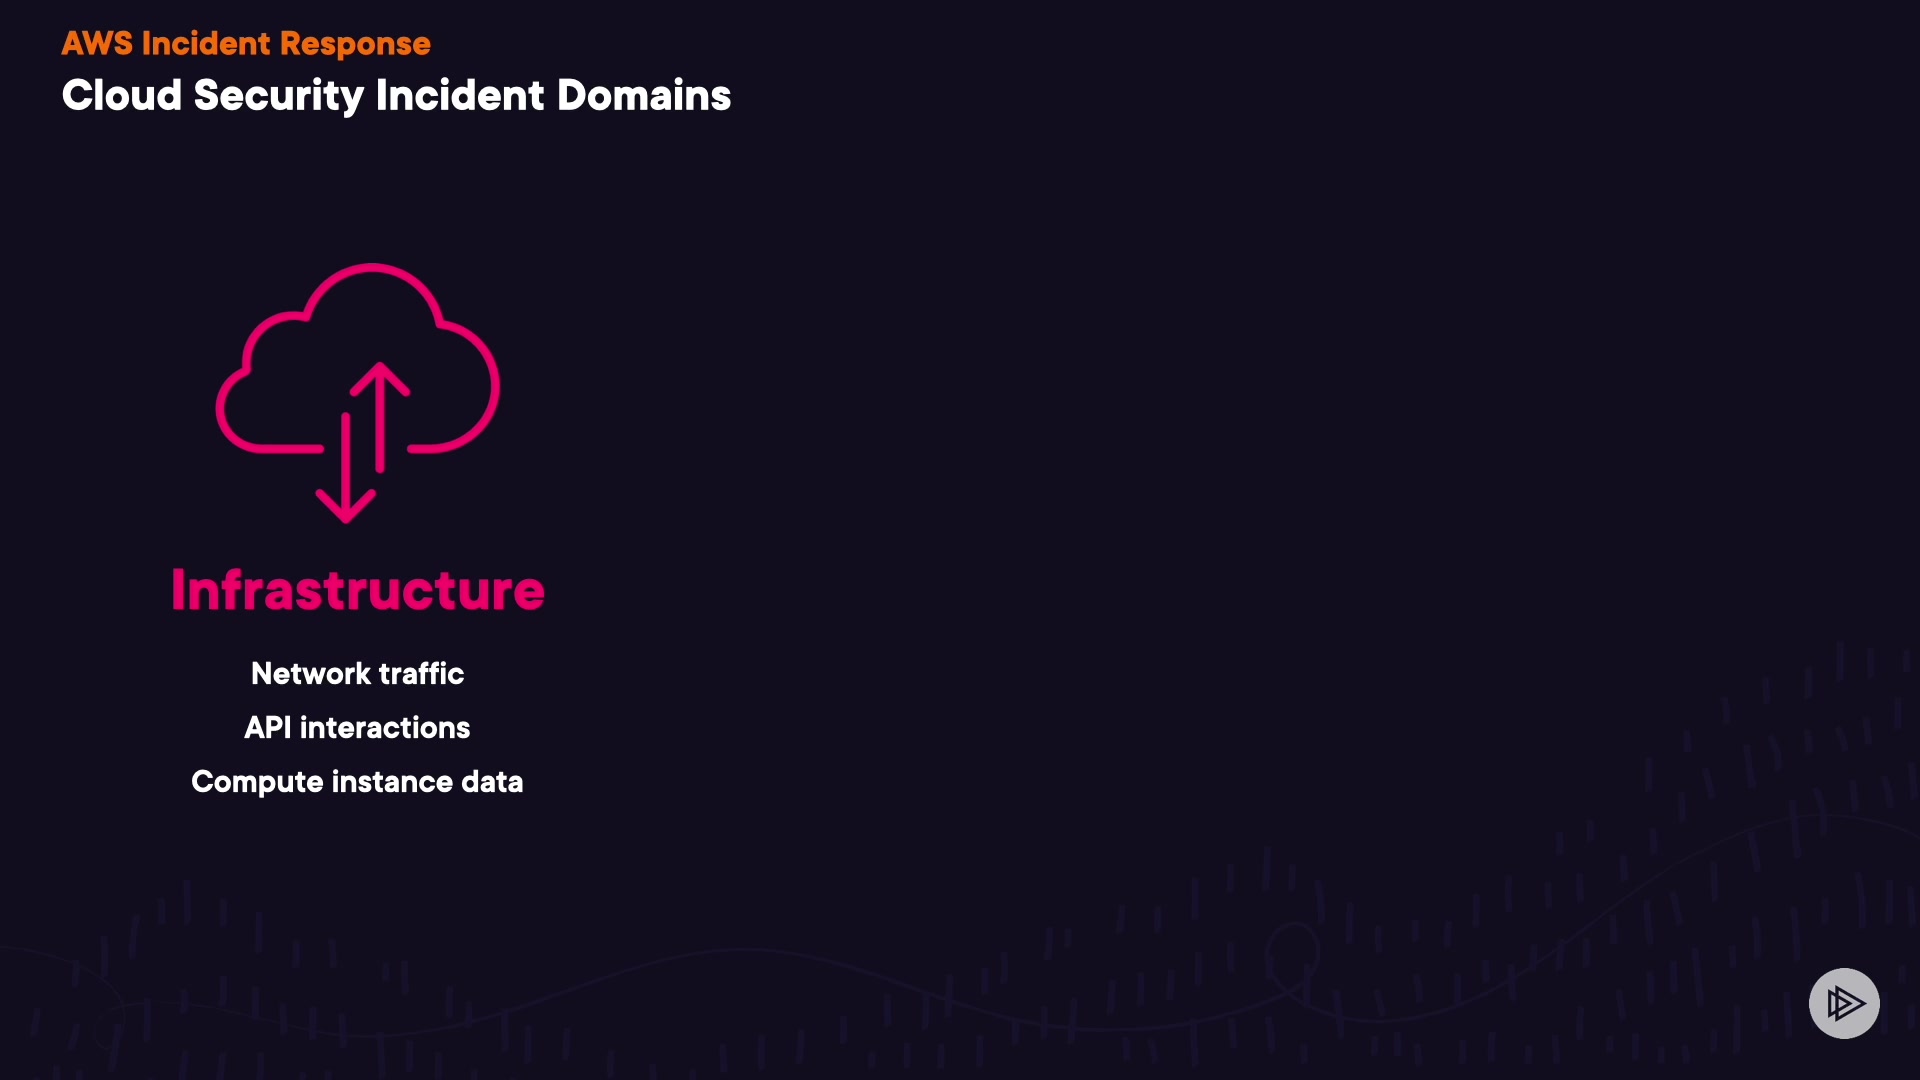 AWS Incident Response
Cloud Security Incident Domains
Infrastructure
Network traffic
API interactions
Compute instance data